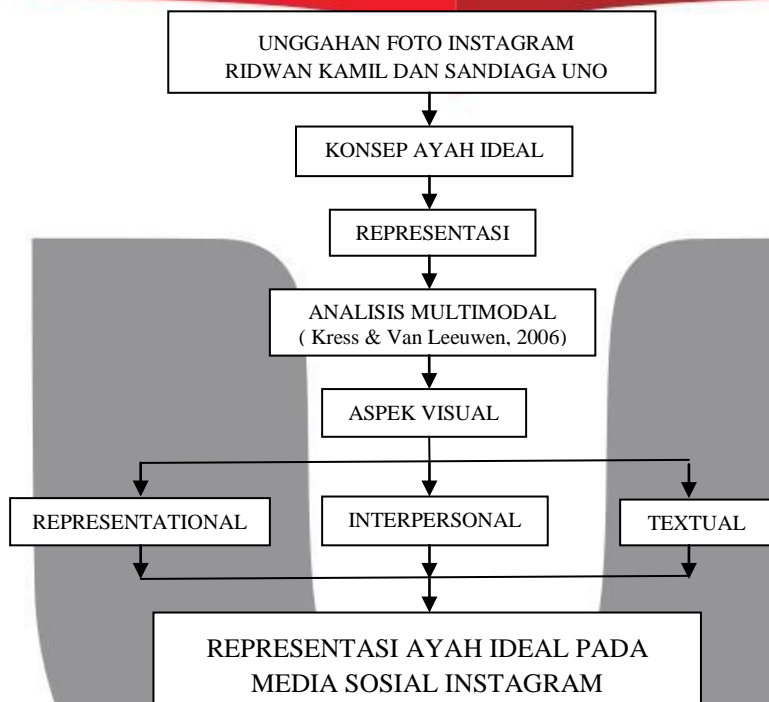 UNGGAHAN FOTO INSTAGRAM
RIDWAN KAMIL DAN SANDIAGA UNO
KONSEP AYAH IDEAL
REPRESENTASI
ANALISIS MULTIMODAL
( Kress & Van Leeuwen, 2006)
ASPEK VISUAL
REPRESENTATIONAL
INTERPERSONAL
TEXTUAL
REPRESENTASI AYAH IDEAL PADA
MEDIA SOSIAL INSTAGRAM